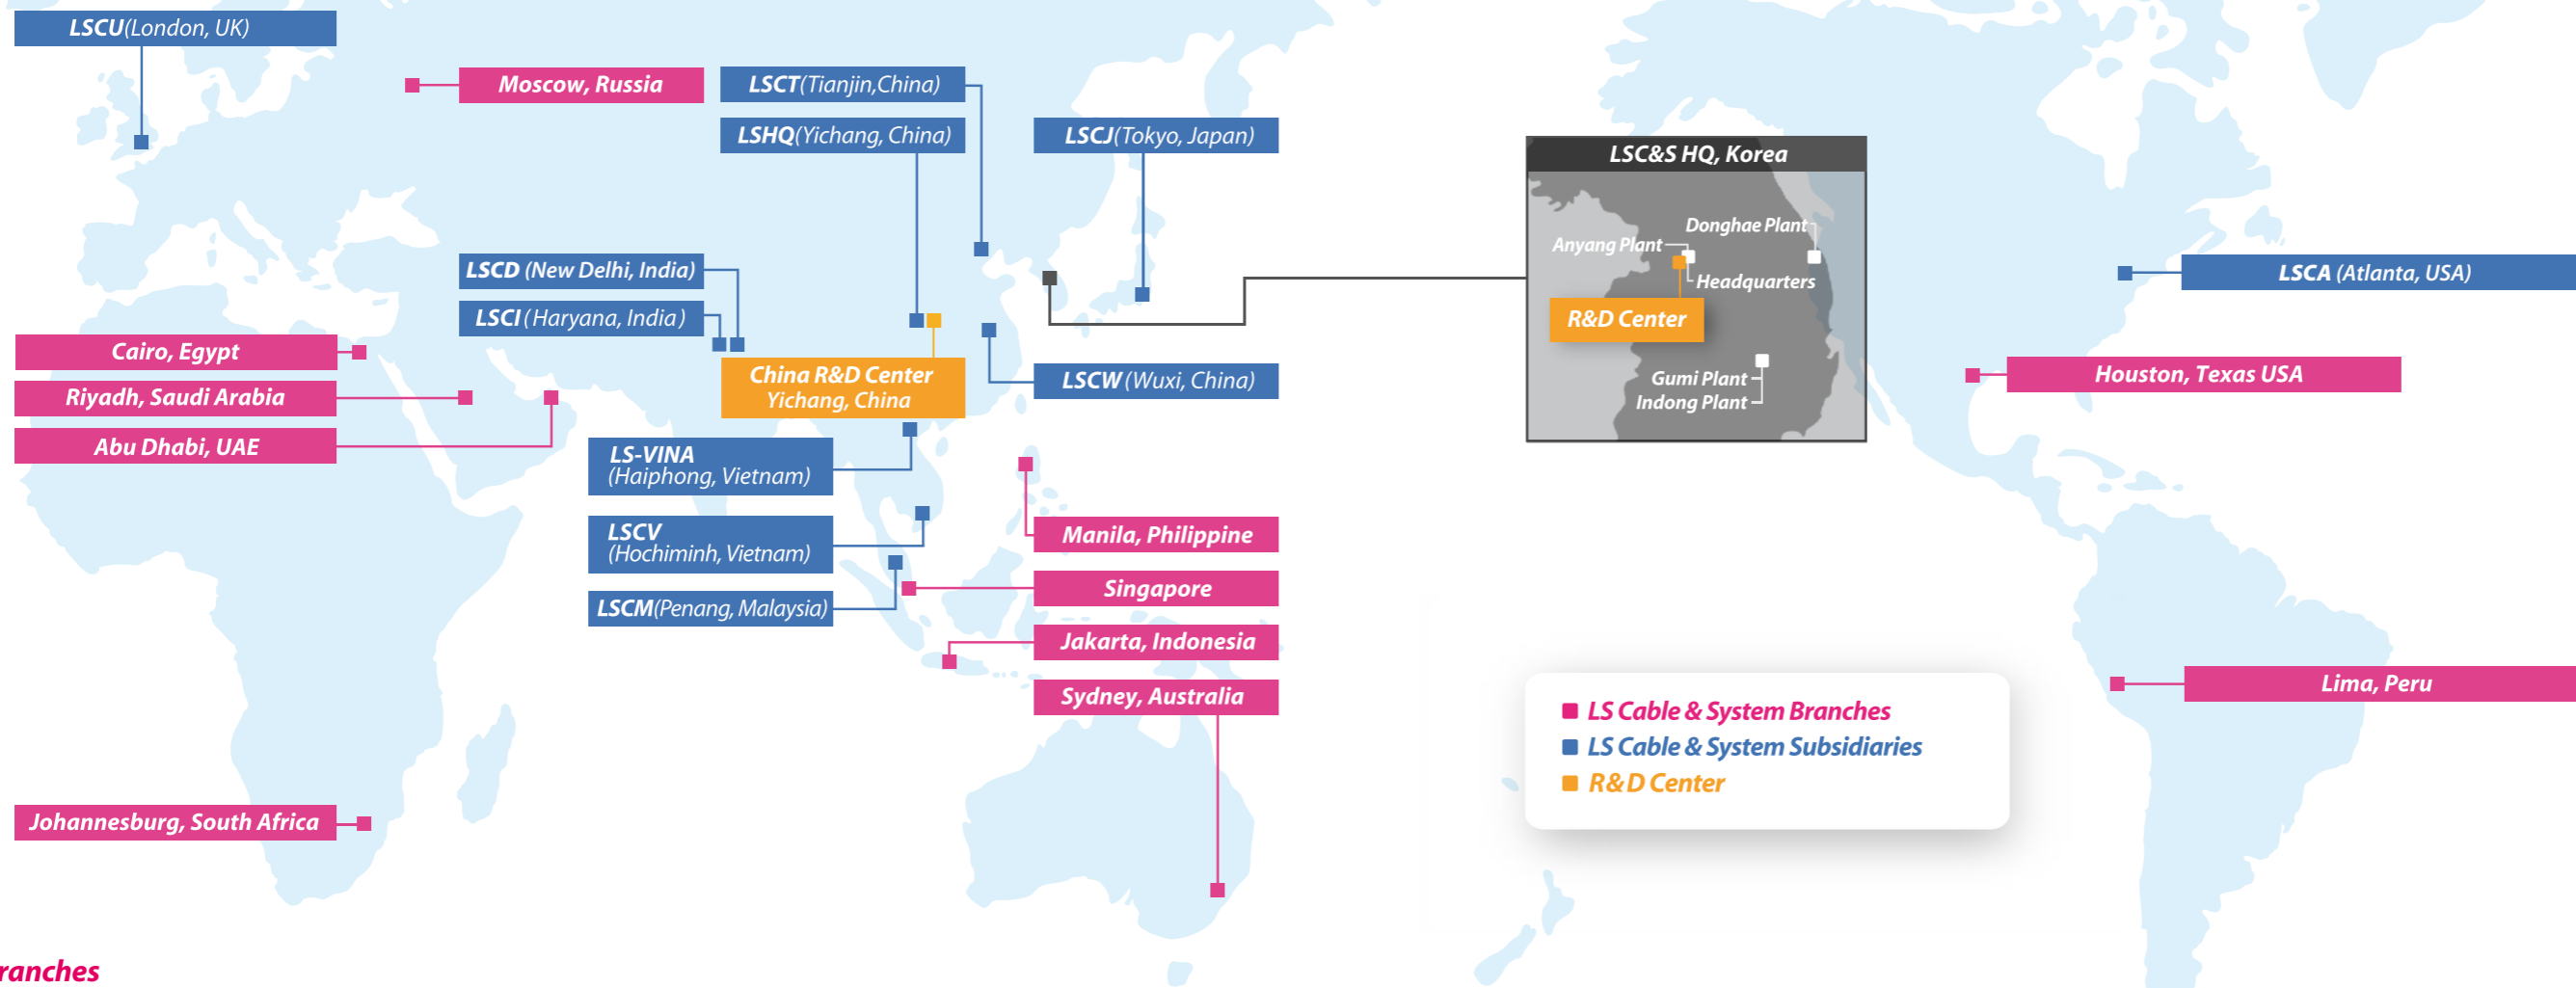 LSCU(London, UK)
Moscow, Russia
LSCT(Tianjin,China)
LSHQ(Yichang, China)
LSCJ(Tokyo, Japan)
LSC&S HQ, Korea
Donghae Plant
Anyang Plant
Headquarters
R&D Center
Gumi Plant
Indong Plant
LSCD (New Delhi, India)
LSCI (Haryana, India)
LSCA (Atlanta, USA)
Cairo, Egypt
Riyadh, Saudi Arabia
Abu Dhabi, UAE
China R&D Center
Yichang, China
LSCW (Wuxi, China)
Houston, Texas USA
LS-VINA
(Haiphong, Vietnam)
LSCV
(Hochiminh, Vietnam)
LSCM(Penang, Malaysia)
Manila, Philippine
Singapore
Jakarta, Indonesia
Sydney, Australia
Lima, Peru
LS Cable & System Branches
LS Cable & System Subsidiaries
R&D Center
Johannesburg, South Africa
ranches